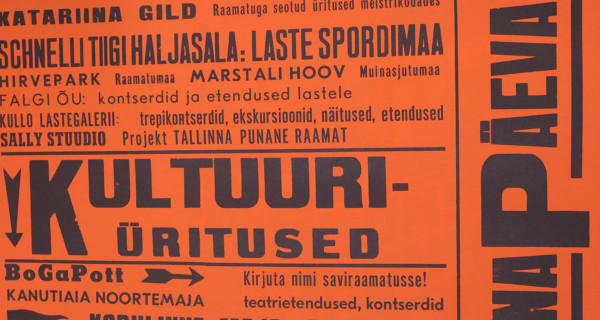 KATARIINA GILD Raamatuga seotud üritused meistrikodades
SCHNELLI TIIGI HALJASALA: LASTE SPORDIMAA
HIRVEPARK Raamatumaa MARSTALI HOOV Muinasjutumaa
FALGI ÕU: kontserdid ja etendused lastele
KULLO LASTEGALERII: trepikontserdid, ekskursioonid, näitused, etendused
SALLY STUUDIO Projekt TALLINNA PUNANE RAAMAT
KULTUURI-
ÜRITUSED
BoGaPott Kirjuta nimi saviraamatusse!
KANUTIAIA NOORTEMAJA teatrietendused, kontserdid
NA PÄEVA